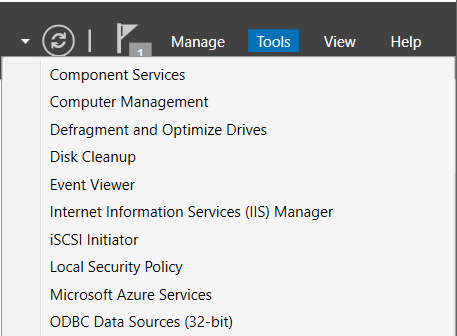 1
Manage Tools View Help
Component Services
Computer Management
Defragment and Optimize Drives
Disk Cleanup
Event Viewer
Internet Information Services (IIS) Manager
iSCSI Initiator
Local Security Policy
Microsoft Azure Services
ODBC Data Sources (32-bit)